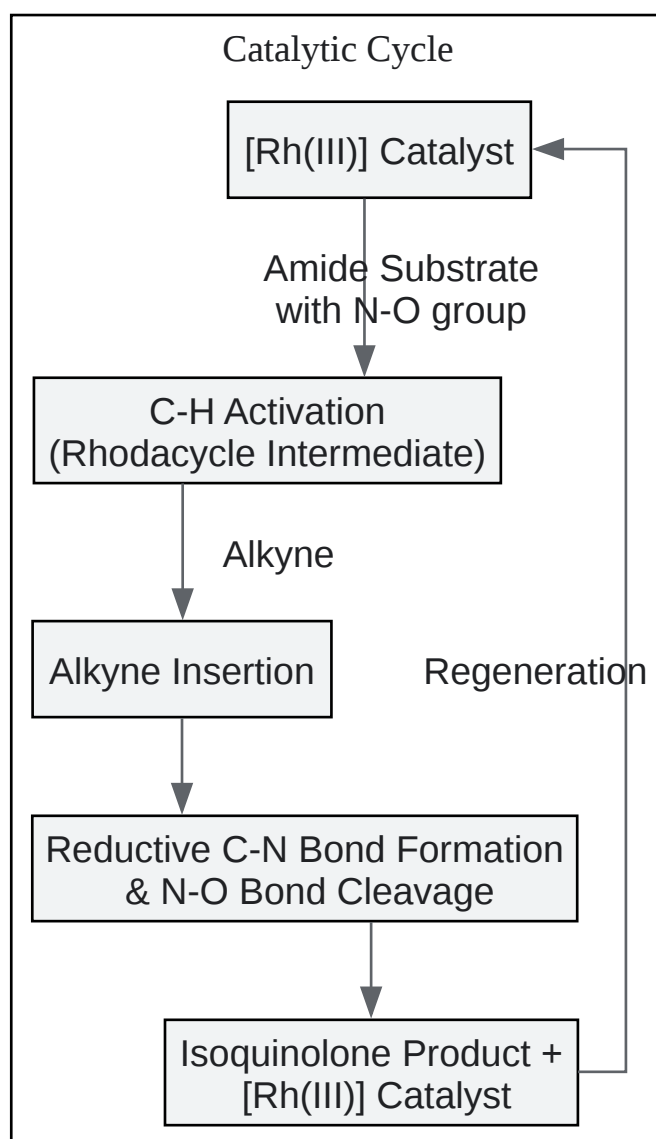 Catalytic Cycle
[Rh(III)] Catalyst
Amide Substrate
with N-O group
C-H Activation
(Rhodacycle Intermediate)
Alkyne
Alkyne Insertion
Regeneration
Reductive C-N Bond Formation
& N-O Bond Cleavage
Isoquinolone Product +
[Rh(III)] Catalyst